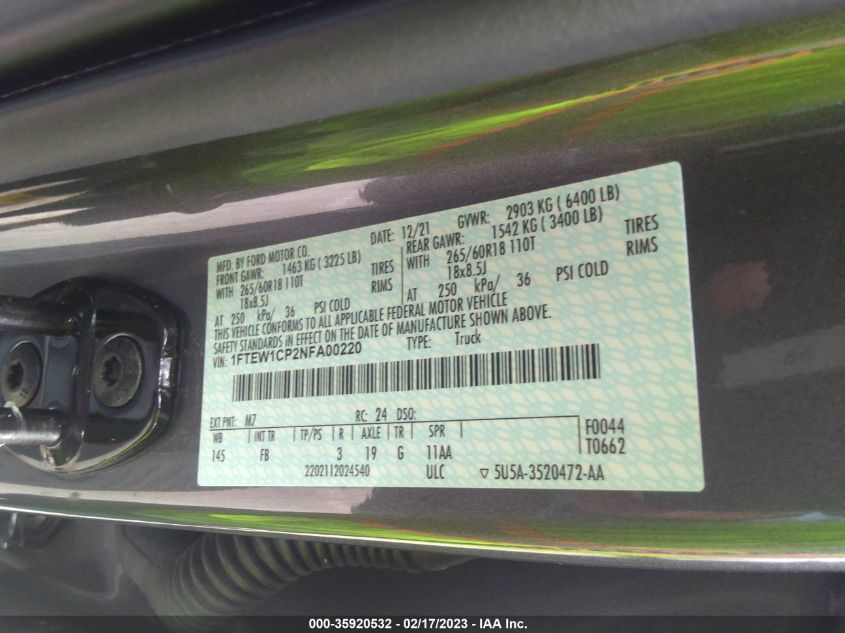 MFD. BY FORD MOTOR CO. DATE: 12/21 GVWR: 2903 KG ( 6400 LB)
FRONT GAWR: 1463 KG ( 3225 LB) REAR GAWR: 1542 KG ( 3400 LB)
WITH 265/60R18 110T TIRES WITH 265/60R18 110T TIRES
18x8.5J RIMS 18x8.5J RIMS
AT 250 kPa/ 36 PSI COLD AT 250 kPa/ 36 PSI COLD
THIS VEHICLE CONFORMS TO ALL APPLICABLE FEDERAL MOTOR VEHICLE
SAFETY STANDARDS IN EFFECT ON THE DATE OF MANUFACTURE SHOWN ABOVE.
VIN: 1FTEW1CP2NFA00220 TYPE: Truck
EXT PNT: M7 RC: 24 DSO:
WB INT TR TP/PS R AXLE TR SPR F0044
145 FB 3 19 G 11AA T0662
2202112024540 ULC ▽ 5U5A-3520472-AA
000-35920532 - 02/17/2023 - IAA Inc.